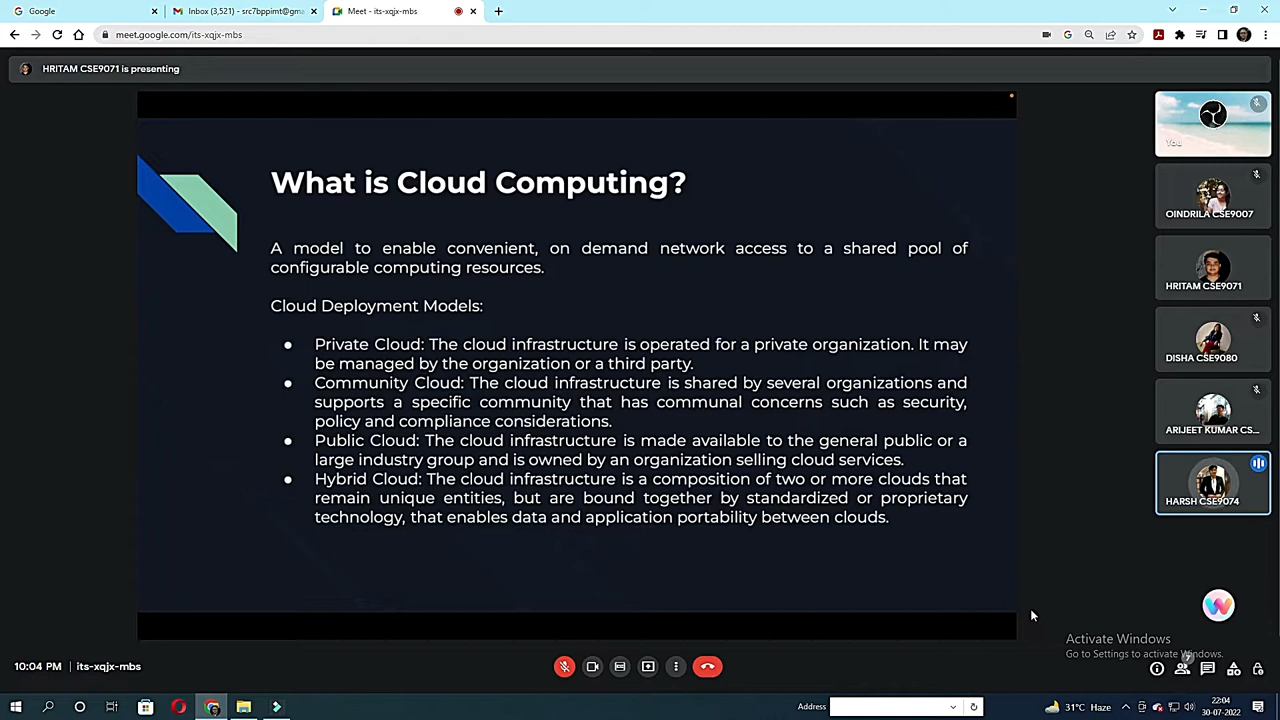 Google
Inbox (3,521) - src7bppimt@gma
Meet - its-xqjx-mbs
meet.google.com/its-xqjx-mbs
HRITAM CSE9071 is presenting
What is Cloud Computing?
A model to enable convenient, on demand network access to a shared pool of
configurable computing resources.
Cloud Deployment Models:
● Private Cloud: The cloud infrastructure is operated for a private organization. It may
be managed by the organization or a third party.
● Community Cloud: The cloud infrastructure is shared by several organizations and
supports a specific community that has communal concerns such as security,
policy and compliance considerations.
● Public Cloud: The cloud infrastructure is made available to the general public or a
large industry group and is owned by an organization selling cloud services.
● Hybrid Cloud: The cloud infrastructure is a composition of two or more clouds that
remain unique entities, but are bound together by standardized or proprietary
technology, that enables data and application portability between clouds.
You
OINDRILA CSE9007
HRITAM CSE9071
DISHA CSE9080
ARIJEET KUMAR CS...
HARSH CSE9074
Activate Windows
Go to Settings to activate Windows.
10:04 PM | its-xqjx-mbs
7
Address
31°C Haze
22:04
30-07-2022